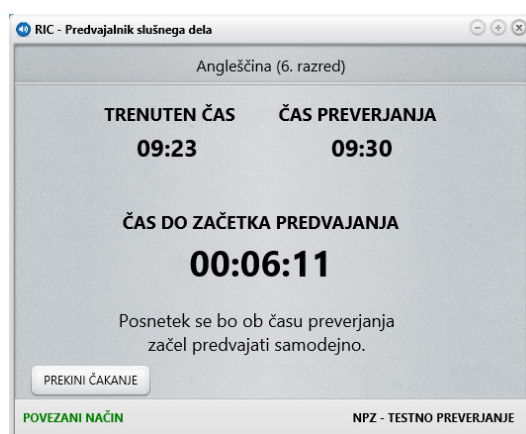 RIC - Predvajalnik slušnega dela
Angleščina (6. razred)
TRENUTEN ČAS
09:23
ČAS PREVERJANJA
09:30
ČAS DO ZAČETKA PREDVAJANJA
00:06:11
Posnetek se bo ob času preverjanja
začel predvajati samodejno.
PREKINI ČAKANJE
POVEZANI NAČIN
NPZ - TESTNO PREVERJANJE